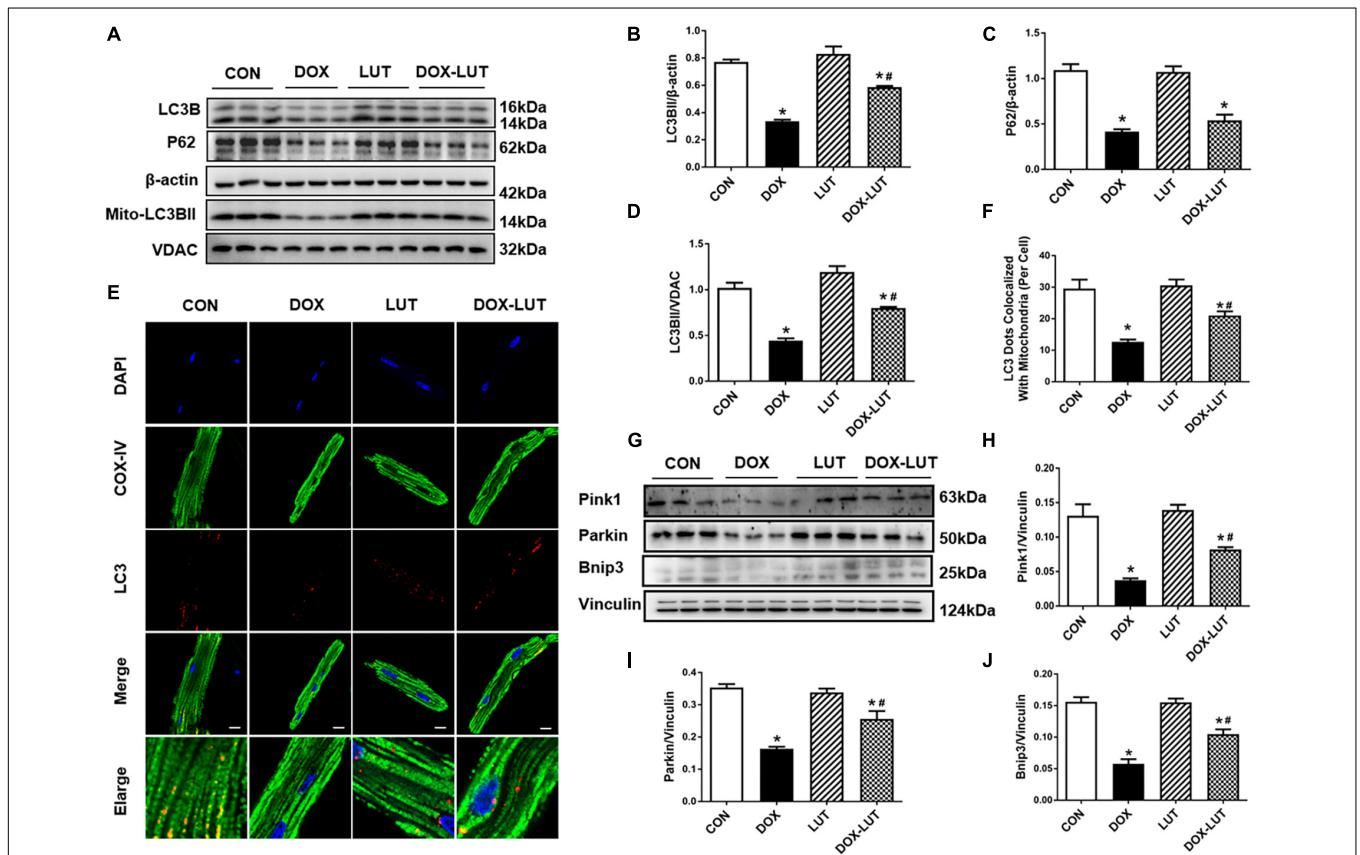 A
CON DOX LUT DOX-LUT
LC3B 16kDa
14kDa
P62 62kDa
β-actin 42kDa
Mito-LC3BII 14kDa
VDAC 32kDa
B
LC3BII/β-actin
0.8
0.6
0.4
0.2
0.0
*
* #
CON DOX LUT DOX-LUT
C
P62/β-actin
1.5
1.0
0.5
0.0
*
*
CON DOX LUT DOX-LUT
D
LC3BII/VDAC
1.5
1.0
0.5
0.0
*
* #
CON DOX LUT DOX-LUT
F
LC3 Dots Colocalized
With Mitochondria (Per Cell)
40
30
20
10
0
*
* #
CON DOX LUT DOX-LUT
E
CON DOX LUT DOX-LUT
DAPI
COX-IV
LC3
Merge
Elarge
G
CON DOX LUT DOX-LUT
Pink1 63kDa
Parkin 50kDa
Bnip3 25kDa
Vinculin 124kDa
H
Pink1/Vinculin
0.20
0.15
0.10
0.05
0.00
*
* #
CON DOX LUT DOX-LUT
I
Parkin/Vinculin
0.4
0.3
0.2
0.1
0.0
*
* #
CON DOX LUT DOX-LUT
J
Bnip3/Vinculin
0.20
0.15
0.10
0.05
0.00
*
* #
CON DOX LUT DOX-LUT